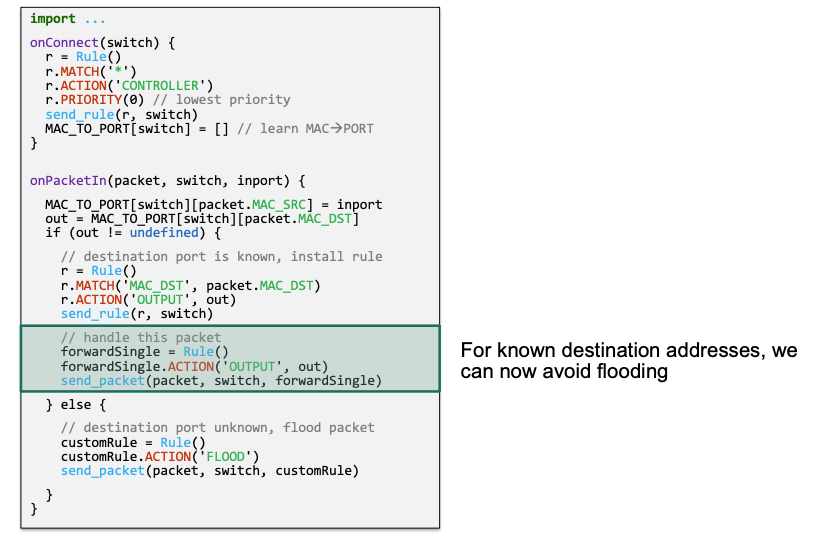 import ...
onConnect(switch) {
r = Rule()
r.MATCH('*')
r.ACTION('CONTROLLER')
r.PRIORITY(0) // lowest priority
send_rule(r, switch)
MAC_TO_PORT[switch] = [] // learn MAC→PORT
}
onPacketIn(packet, switch, inport) {
MAC_TO_PORT[switch][packet.MAC_SRC] = inport
out = MAC_TO_PORT[switch][packet.MAC_DST]
if (out != undefined) {
// destination port is known, install rule
r = Rule()
r.MATCH('MAC_DST', packet.MAC_DST)
r.ACTION('OUTPUT', out)
send_rule(r, switch)
// handle this packet
forwardSingle = Rule()
forwardSingle.ACTION('OUTPUT', out)
send_packet(packet, switch, forwardSingle)
} else {
// destination port unknown, flood packet
customRule = Rule()
customRule.ACTION('FLOOD')
send_packet(packet, switch, customRule)
}
}
For known destination addresses, we
can now avoid flooding